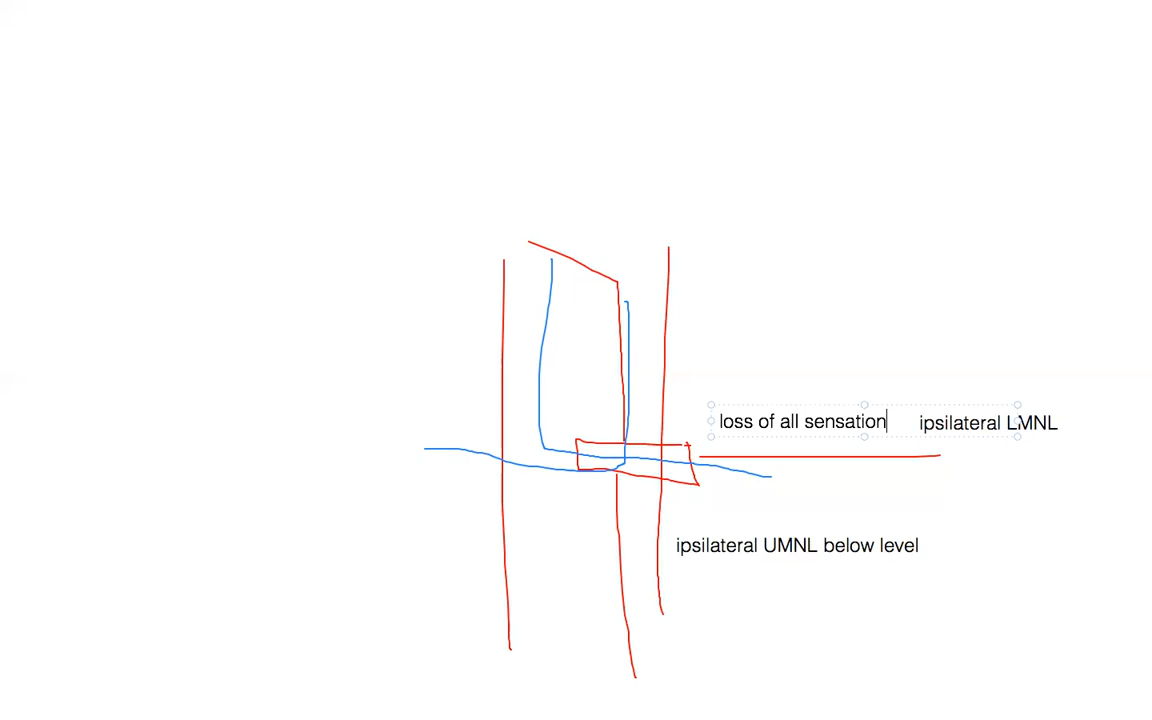 loss of all sensation ipsilateral LMNL
ipsilateral UMNL below level